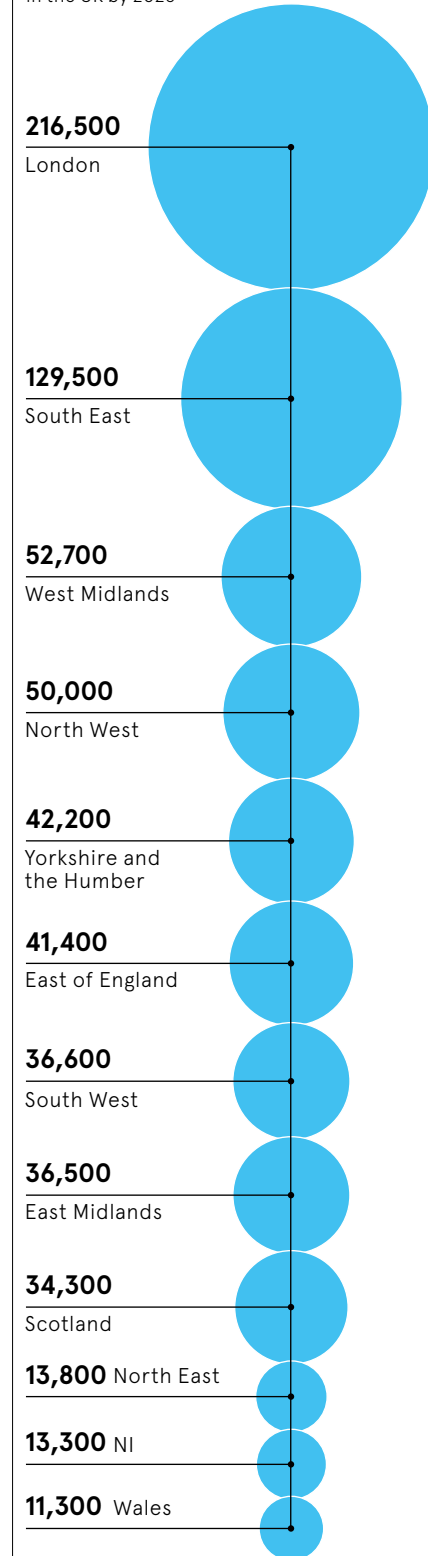 216,500
London
129,500
South East
52,700
West Midlands
50,000
North West
42,200
Yorkshire and
the Humber
41,400
East of England
36,600
South West
36,500
East Midlands
34,300
Scotland
13,800 North East
13,300 NI
11,300 Wales